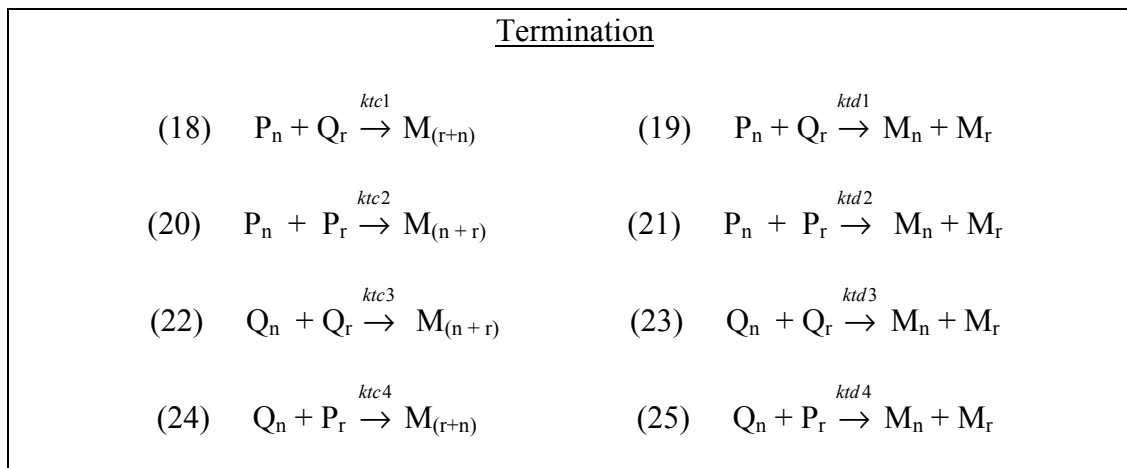 Termination
(18) Pₙ + Qᵣ →ktc1 M₍ᵣ₊ₙ₎ (19) Pₙ + Qᵣ →ktd1 Mₙ + Mᵣ
(20) Pₙ + Pᵣ →ktc2 M₍ₙ ₊ ᵣ₎ (21) Pₙ + Pᵣ →ktd2 Mₙ + Mᵣ
(22) Qₙ + Qᵣ →ktc3 M₍ₙ ₊ ᵣ₎ (23) Qₙ + Qᵣ →ktd3 Mₙ + Mᵣ
(24) Qₙ + Pᵣ →ktc4 M₍ᵣ₊ₙ₎ (25) Qₙ + Pᵣ →ktd4 Mₙ + Mᵣ